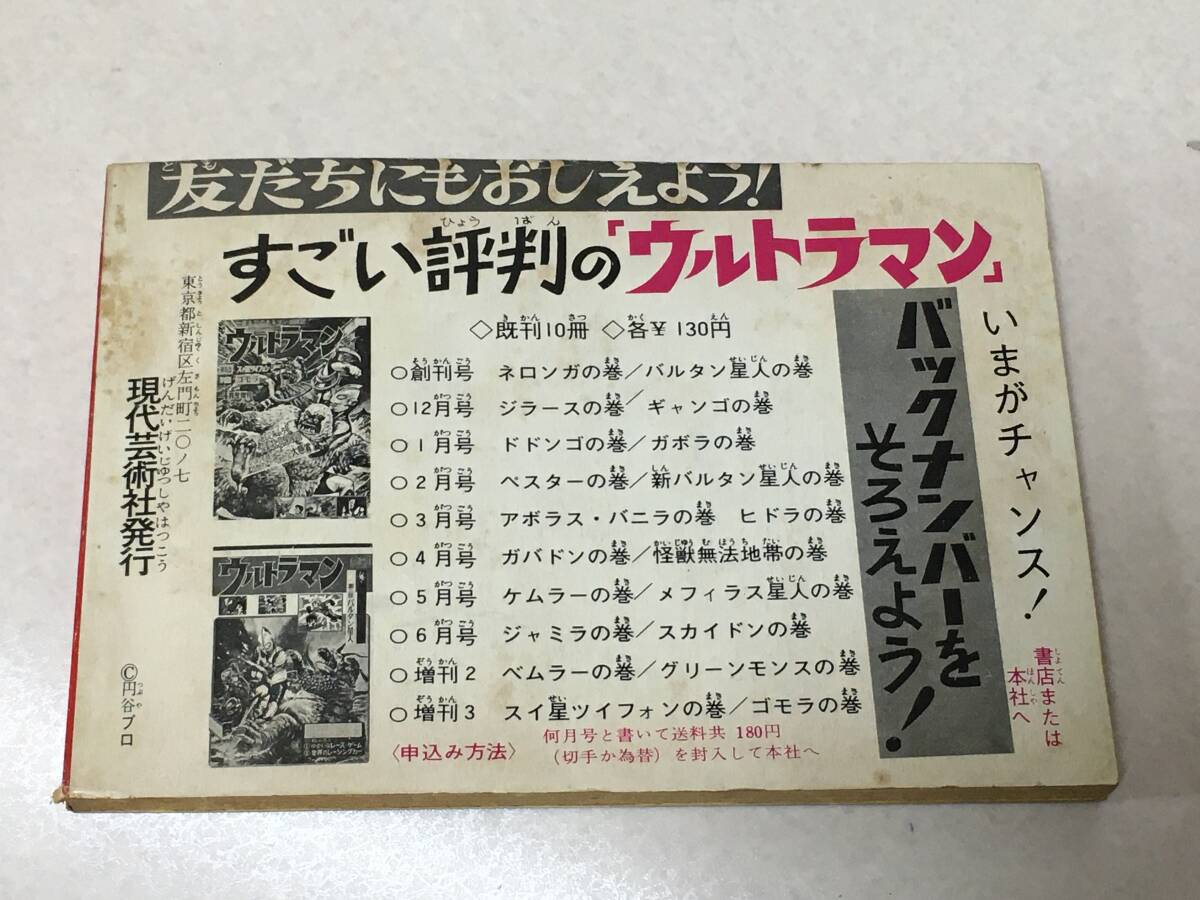 友だちにもおしえよう!
すごい評判の「ウルトラマン」
いまがチャンス!
バックナンバーを
そろえよう!
書店または
本社へ
◇既刊10冊 ◇各¥130円
○創刊号 ネロンガの巻/バルタン星人の巻
○12月号 ジラースの巻/ギャンゴの巻
○1月号 ドドンゴの巻/ガボラの巻
○2月号 ペスターの巻/新バルタン星人の巻
○3月号 アボラス・バニラの巻 ヒドラの巻
○4月号 ガバドンの巻/怪獣無法地帯の巻
○5月号 ケムラーの巻/メフィラス星人の巻
○6月号 ジャミラの巻/スカイドンの巻
○増刊2 ベムラーの巻/グリーンモンスの巻
○増刊3 スイ星ツイフォンの巻/ゴモラの巻
〈申込み方法〉
何月号と書いて送料共 180円
(切手か為替)を封入して本社へ
ウルトラマン
ウルトラマン
東京都新宿区左門町二〇ノ七
現代芸術社発行
©円谷プロ